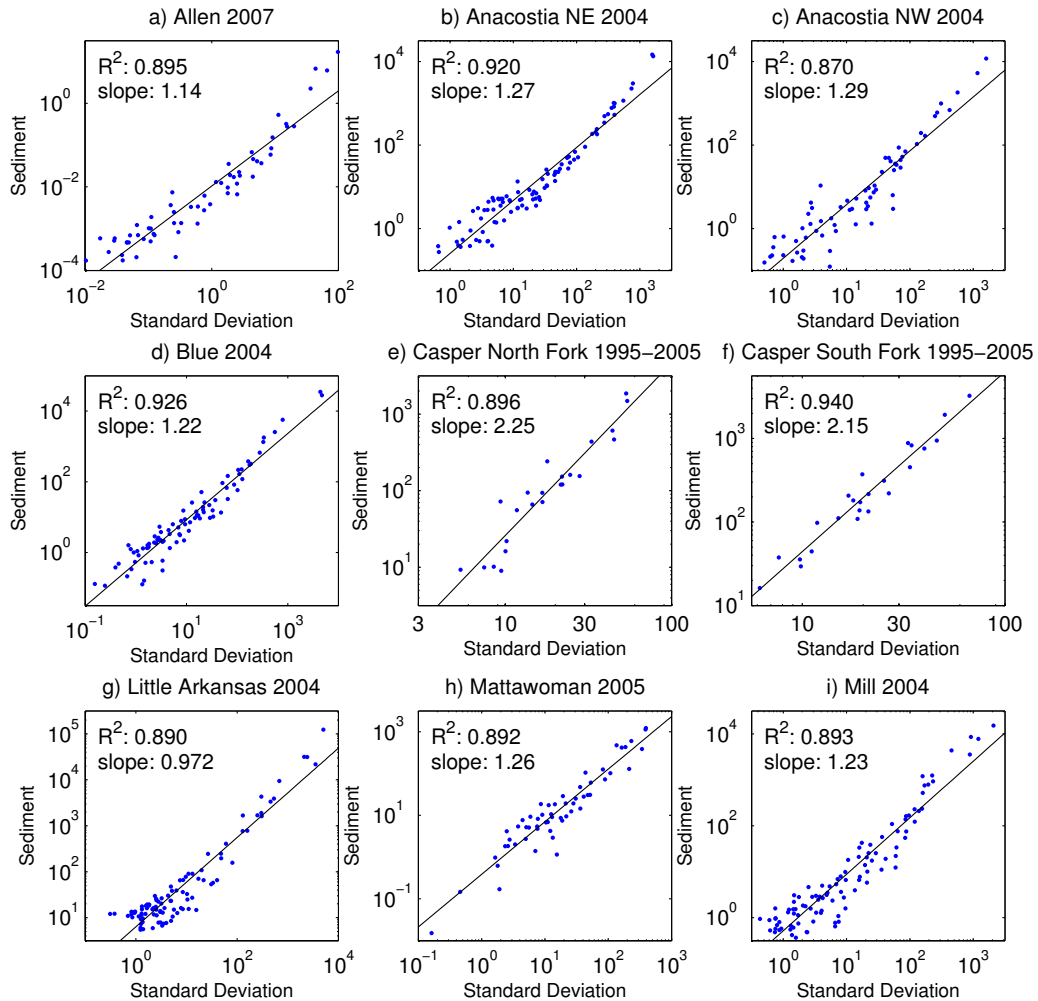 a) Allen 2007
R²: 0.895
slope: 1.14
Sediment
10⁰
10⁻²
10⁻⁴
10⁻² 10⁰ 10²
Standard Deviation
b) Anacostia NE 2004
R²: 0.920
slope: 1.27
Sediment
10⁴
10²
10⁰
10⁰ 10¹ 10² 10³
Standard Deviation
c) Anacostia NW 2004
R²: 0.870
slope: 1.29
Sediment
10⁴
10²
10⁰
10⁰ 10¹ 10² 10³
Standard Deviation
d) Blue 2004
R²: 0.926
slope: 1.22
Sediment
10⁴
10²
10⁰
10⁻¹ 10¹ 10³
Standard Deviation
e) Casper North Fork 1995−2005
R²: 0.896
slope: 2.25
Sediment
10³
10²
10¹
3 10 30 100
Standard Deviation
f) Casper South Fork 1995−2005
R²: 0.940
slope: 2.15
Sediment
10³
10²
10¹
10 30 100
Standard Deviation
g) Little Arkansas 2004
R²: 0.890
slope: 0.972
Sediment
10⁵
10⁴
10³
10²
10¹
10⁰ 10² 10⁴
Standard Deviation
h) Mattawoman 2005
R²: 0.892
slope: 1.26
Sediment
10³
10¹
10⁻¹
10⁻¹ 10⁰ 10¹ 10² 10³
Standard Deviation
i) Mill 2004
R²: 0.893
slope: 1.23
Sediment
10⁴
10²
10⁰
10⁰ 10¹ 10² 10³
Standard Deviation